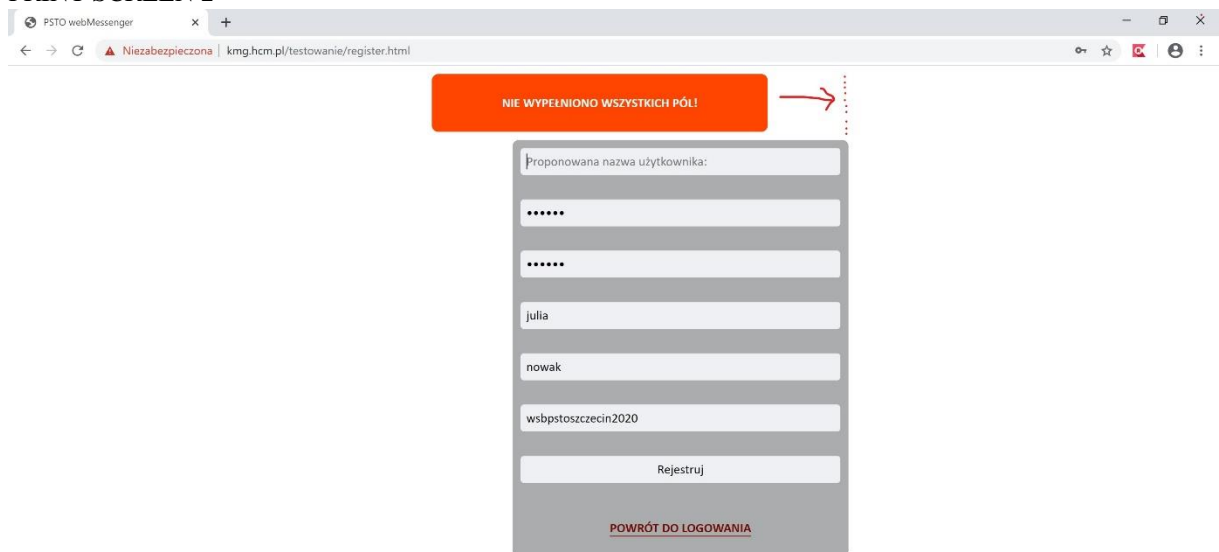 PSTO webMessenger
Niezabezpieczona | kmg.hcm.pl/testowanie/register.html
NIE WYPEŁNIONO WSZYSTKICH PÓL!
Proponowana nazwa użytkownika:
••••••
••••••
julia
nowak
wsbpstoszczecin2020
Rejestruj
POWRÓT DO LOGOWANIA